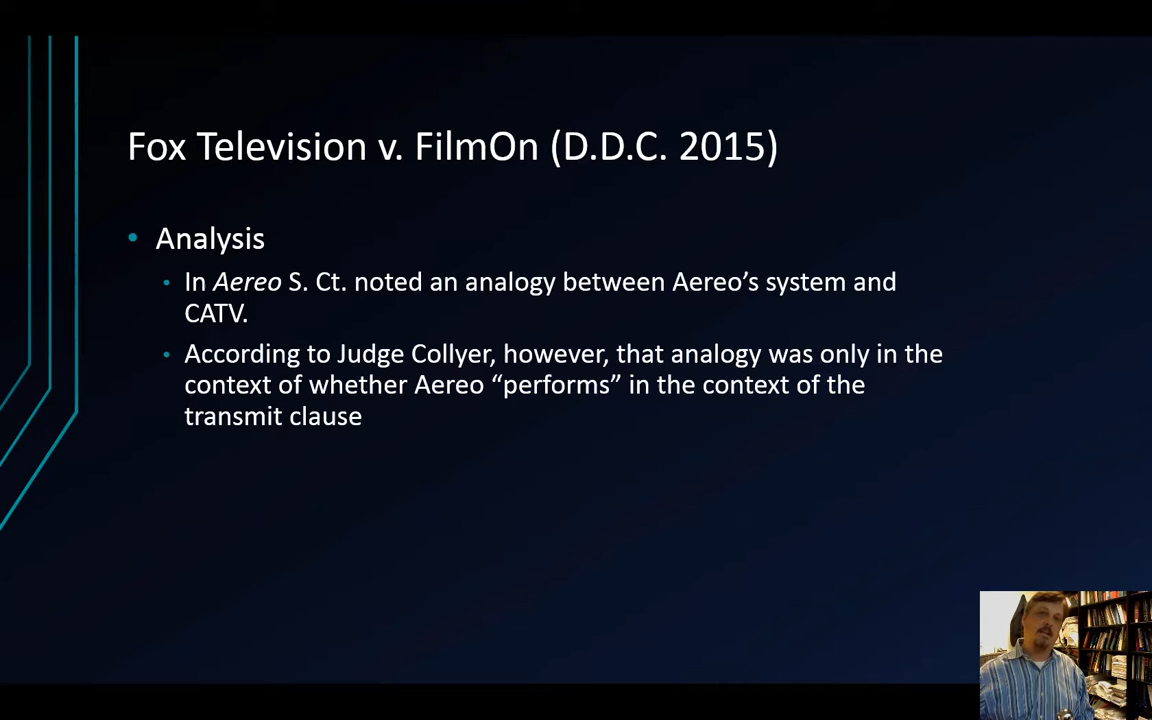 Fox Television v. FilmOn (D.D.C. 2015)
• Analysis
• In Aereo S. Ct. noted an analogy between Aereo’s system and
CATV.
• According to Judge Collyer, however, that analogy was only in the
context of whether Aereo “performs” in the context of the
transmit clause